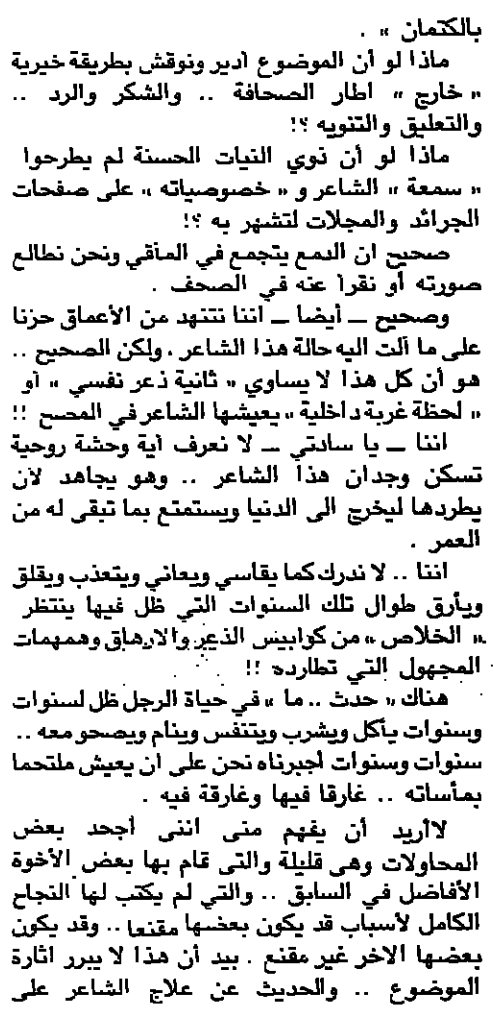 بالكتمان » .
ماذا لو أن الموضوع أدير ونوقش بطريقة خيرية
« خارج » اطار الصحافة .. والشكر والرد ..
والتعليق والتنويه ؟!
ماذا لو أن نوي النيات الحسنة لم يطرحوا
« سمعة » الشاعر و « خصوصياته » على صفحات
الجرائد والمجلات لتشهر به ؟!
صحيح ان الدمع يتجمع في المآقي ونحن نطالع
صورته أو نقرأ عنه في الصحف .
وصحيح ــ أيضا ــ اننا نتنهد من الأعماق حزنا
على ما آلت اليه حالة هذا الشاعر . ولكن الصحيح ..
هو أن كل هذا لا يساوي « ثانية ذعر نفسي » أو
« لحظة غربة داخلية » يعيشها الشاعر في المصح !!
اننا ــ يا سادتي ــ لا نعرف أية وحشة روحية
تسكن وجدان هذا الشاعر .. وهو يجاهد لأن
يطردها ليخرج الى الدنيا ويستمتع بما تبقى له من
العمر .
اننا .. لا ندرك كما يقاسي ويعاني ويتعذب ويقلق
ويأرق طوال تلك السنوات التي ظل فيها ينتظر
« الخلاص » من كوابيس الذعر والارهاق وهمهمات
المجهول التي تطارده !!
هناك « حدث .. ما » في حياة الرجل ظل لسنوات
وسنوات يأكل ويشرب ويتنفس وينام ويصحو معه ..
سنوات وسنوات أجبرناه نحن على أن يعيش ملتحما
بمأساته .. غارقا فيها وغارقة فيه .
لاأريد أن يفهم منى اننى أجحد بعض
المحاولات وهى قليلة والتى قام بها بعض الأخوة
الأفاضل في السابق .. والتي لم يكتب لها النجاح
الكامل لأسباب قد يكون بعضها مقنعا .. وقد يكون
بعضها الاخر غير مقنع . بيد أن هذا لا يبرر اثارة
الموضوع .. والحديث عن علاج الشاعر على